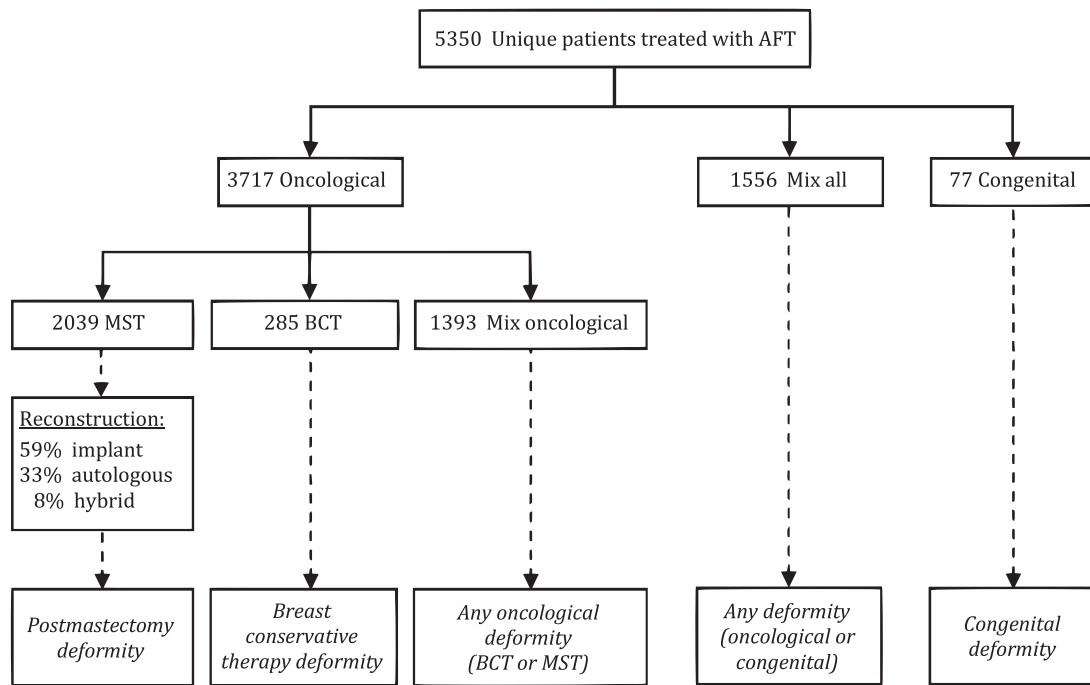 5350 Unique patients treated with AFT
3717 Oncological
1556 Mix all
77 Congenital
2039 MST
285 BCT
1393 Mix oncological
Reconstruction:
59% implant
33% autologous
8% hybrid
Postmastectomy
deformity
Breast
conservative
therapy deformity
Any oncological
deformity
(BCT or MST)
Any deformity
(oncological or
congenital)
Congenital
deformity